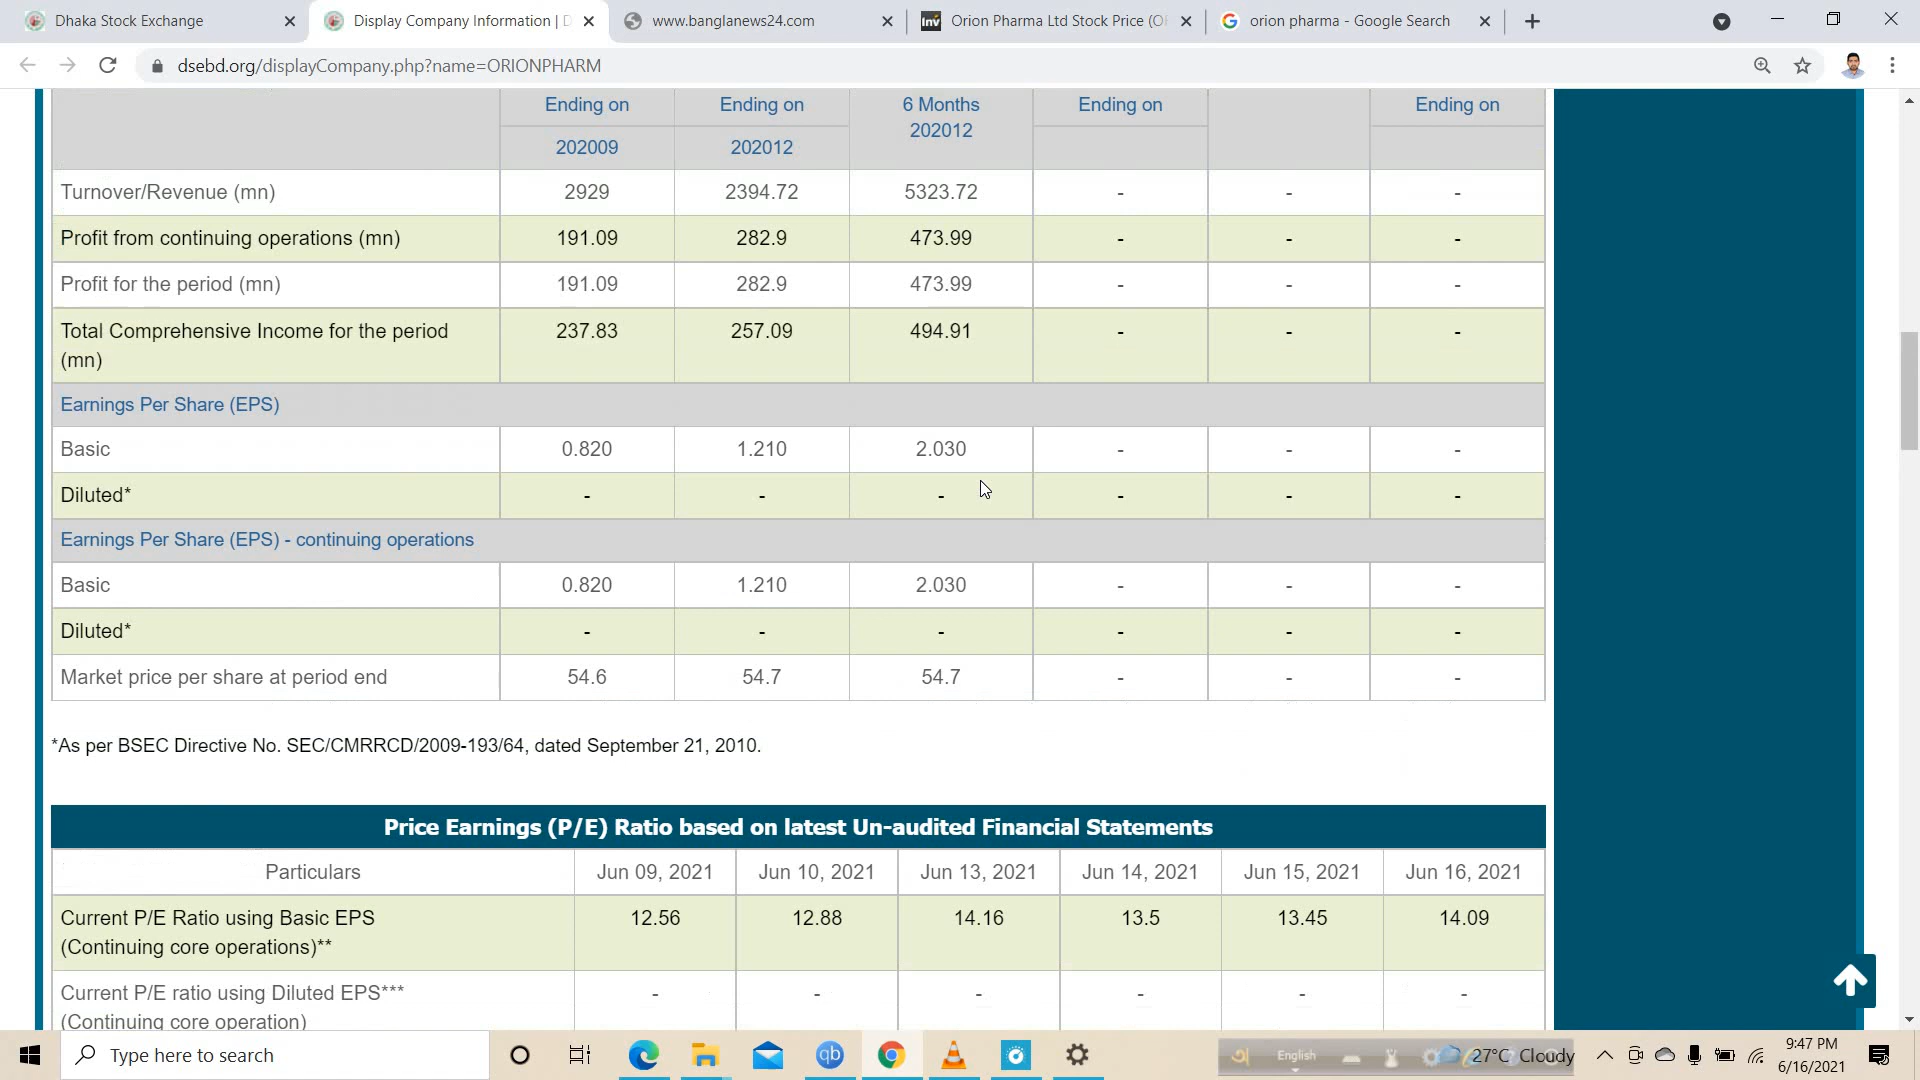 Dhaka Stock Exchange
Display Company Information | D
www.banglanews24.com
Inv
Orion Pharma Ltd Stock Price (O
orion pharma - Google Search
dsebd.org/displayCompany.php?name=ORIONPHARM
Ending on Ending on 6 Months Ending on Ending on
202012
202009 202012
Turnover/Revenue (mn) 2929 2394.72 5323.72 - - -
Profit from continuing operations (mn) 191.09 282.9 473.99 - - -
Profit for the period (mn) 191.09 282.9 473.99 - - -
Total Comprehensive Income for the period 237.83 257.09 494.91 - - -
(mn)
Earnings Per Share (EPS)
Basic 0.820 1.210 2.030 - - -
Diluted* - - - - - -
Earnings Per Share (EPS) - continuing operations
Basic 0.820 1.210 2.030 - - -
Diluted* - - - - - -
Market price per share at period end 54.6 54.7 54.7 - - -
*As per BSEC Directive No. SEC/CMRRCD/2009-193/64, dated September 21, 2010.
Price Earnings (P/E) Ratio based on latest Un-audited Financial Statements
Particulars Jun 09, 2021 Jun 10, 2021 Jun 13, 2021 Jun 14, 2021 Jun 15, 2021 Jun 16, 2021
Current P/E Ratio using Basic EPS 12.56 12.88 14.16 13.5 13.45 14.09
(Continuing core operations)**
Current P/E ratio using Diluted EPS*** - - - - - -
(Continuing core operation)
Type here to search
qb
English
27°C Cloudy
9:47 PM
6/16/2021